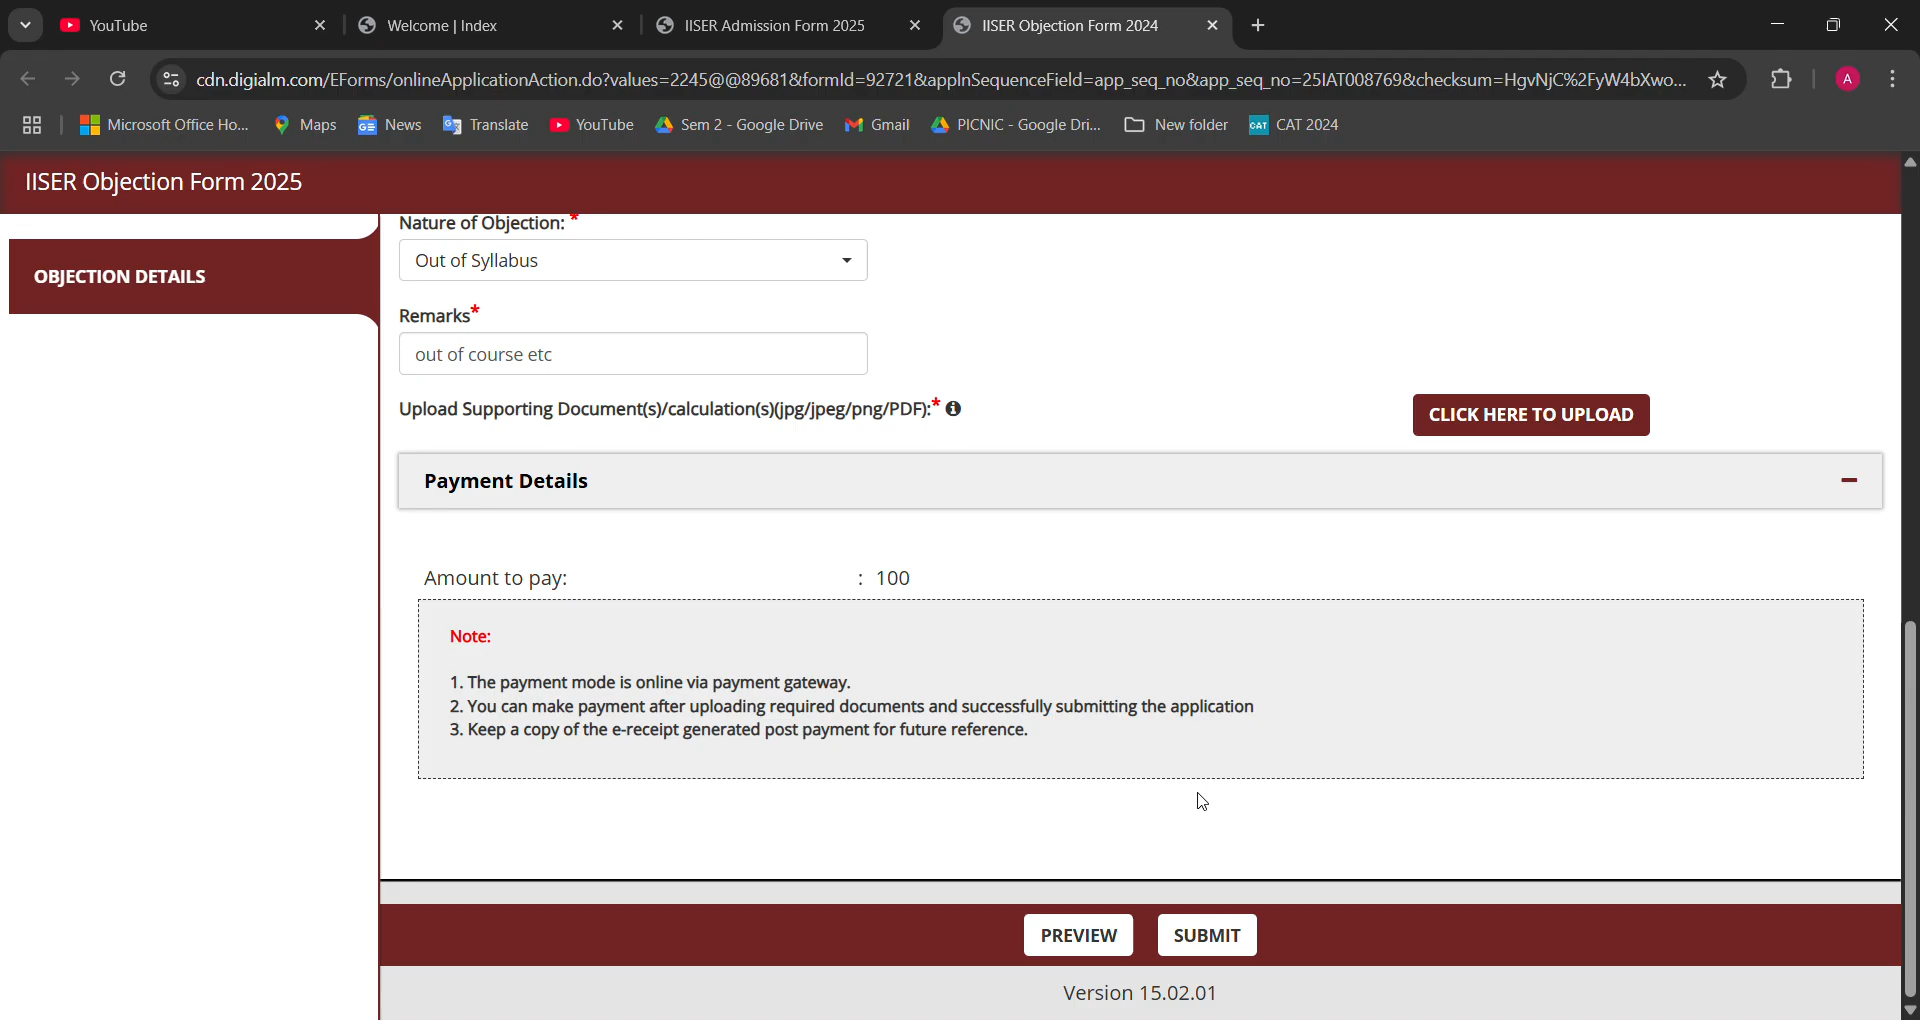 YouTube
Welcome | Index
IISER Admission Form 2025
IISER Objection Form 2024
cdn.digialm.com/EForms/onlineApplicationAction.do?values=2245@@89681&formId=92721&applnSequenceField=app_seq_no&app_seq_no=25IAT008769&checksum=HgvNjC%2FyW4bXwo...
A
Microsoft Office Ho...
Maps
News
Translate
YouTube
Sem 2 - Google Drive
Gmail
PICNIC - Google Dri...
New folder
CAT CAT 2024
IISER Objection Form 2025
OBJECTION DETAILS
Nature of Objection: *
Out of Syllabus
Remarks*
out of course etc
Upload Supporting Document(s)/calculation(s)(jpg/jpeg/png/PDF):*
CLICK HERE TO UPLOAD
Payment Details
Amount to pay: : 100
Note:
1. The payment mode is online via payment gateway.
2. You can make payment after uploading required documents and successfully submitting the application
3. Keep a copy of the e-receipt generated post payment for future reference.
PREVIEW
SUBMIT
Version 15.02.01